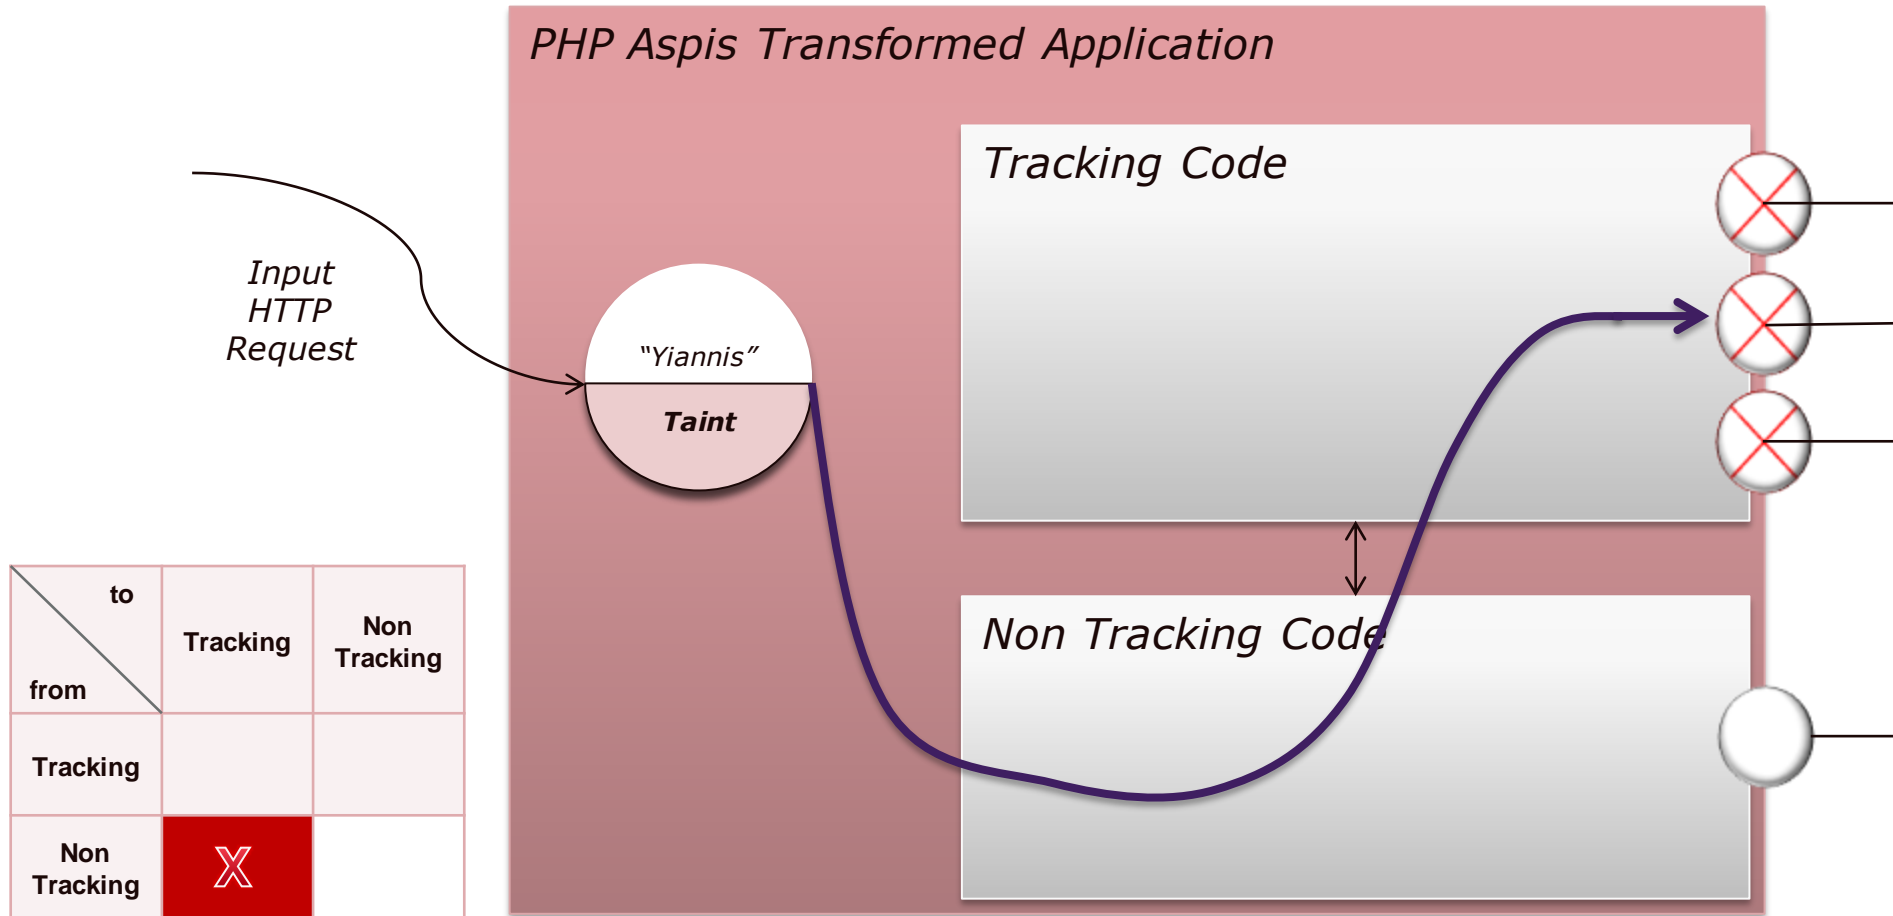 PHP Aspis Transformed Application
Tracking Code
Input
HTTP
Request
“Yiannis”
Taint
Non Tracking Code
to
from
Tracking
Non
Tracking
Tracking
Non
Tracking
X